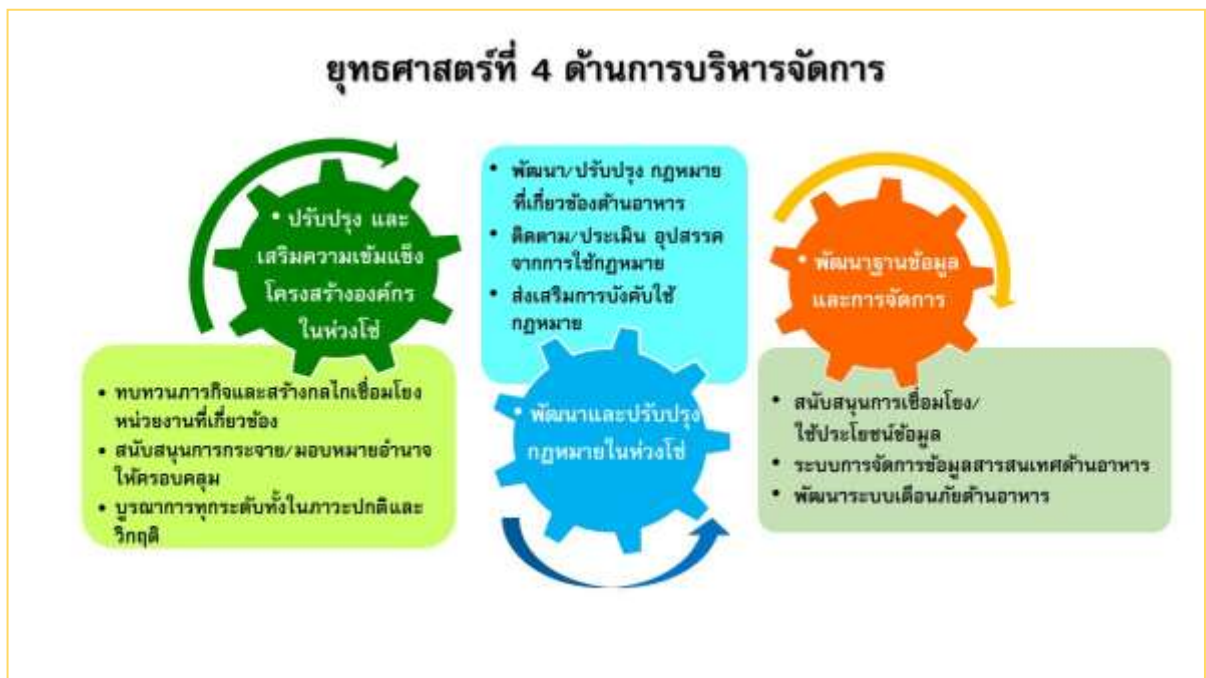 ยุทธศาสตร์ที่ 4 ด้านการบริหารจัดการ
• ปรับปรุง และ
เสริมความเข้มแข็ง
โครงสร้างองค์กร
ในห่วงโซ่
• ทบทวนภารกิจและสร้างกลไกเชื่อมโยง
หน่วยงานที่เกี่ยวข้อง
• สนับสนุนการกระจาย/มอบหมายอำนาจ
ให้ครอบคลุม
• บูรณาการทุกระดับทั้งในภาวะปกติและ
วิกฤติ
• พัฒนา/ปรับปรุง กฎหมาย
ที่เกี่ยวข้องด้านอาหาร
• ติดตาม/ประเมิน อุปสรรค
จากการใช้กฎหมาย
• ส่งเสริมการบังคับใช้
กฎหมาย
• พัฒนาและปรับปรุง
กฎหมายในห่วงโซ่
• พัฒนาฐานข้อมูล
และการจัดการ
• สนับสนุนการเชื่อมโยง/
ใช้ประโยชน์ข้อมูล
• ระบบการจัดการข้อมูลสารสนเทศด้านอาหาร
• พัฒนาระบบเตือนภัยด้านอาหาร